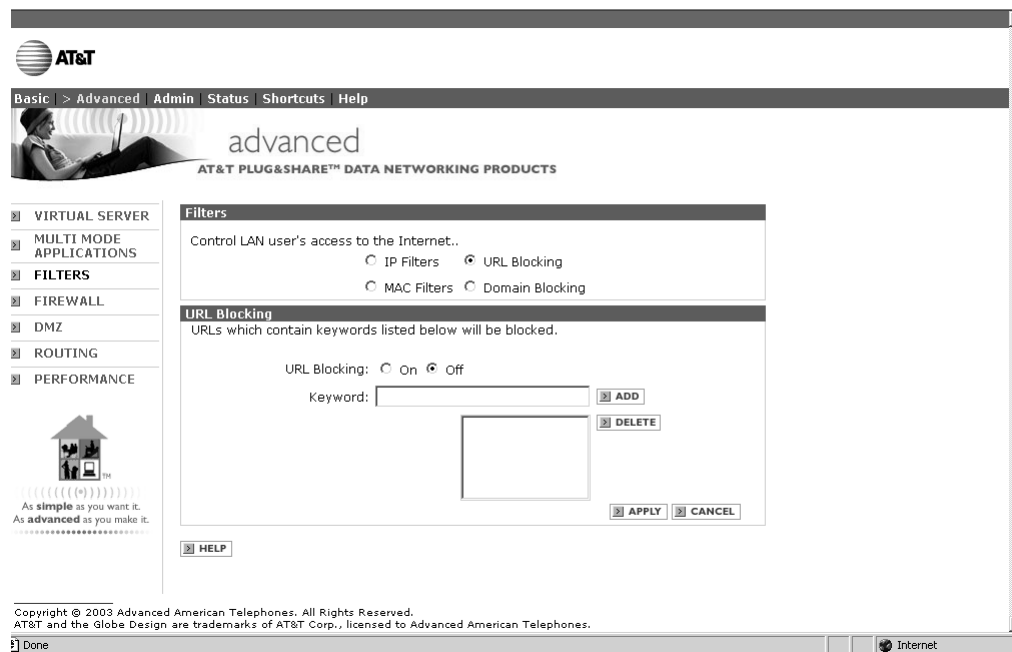 AT&T
Basic | > Advanced | Admin | Status | Shortcuts | Help
advanced
AT&T PLUG&SHARE™ DATA NETWORKING PRODUCTS
VIRTUAL SERVER
MULTI MODE
APPLICATIONS
FILTERS
FIREWALL
DMZ
ROUTING
PERFORMANCE
TM
((((((((•))))))))))
As simple as you want it.
As advanced as you make it.
Filters
Control LAN user's access to the Internet..
IP Filters URL Blocking
MAC Filters Domain Blocking
URL Blocking
URLs which contain keywords listed below will be blocked.
URL Blocking: On Off
Keyword: ADD
DELETE
APPLY CANCEL
HELP
Copyright © 2003 Advanced American Telephones. All Rights Reserved.
AT&T and the Globe Design are trademarks of AT&T Corp., licensed to Advanced American Telephones.
Done Internet